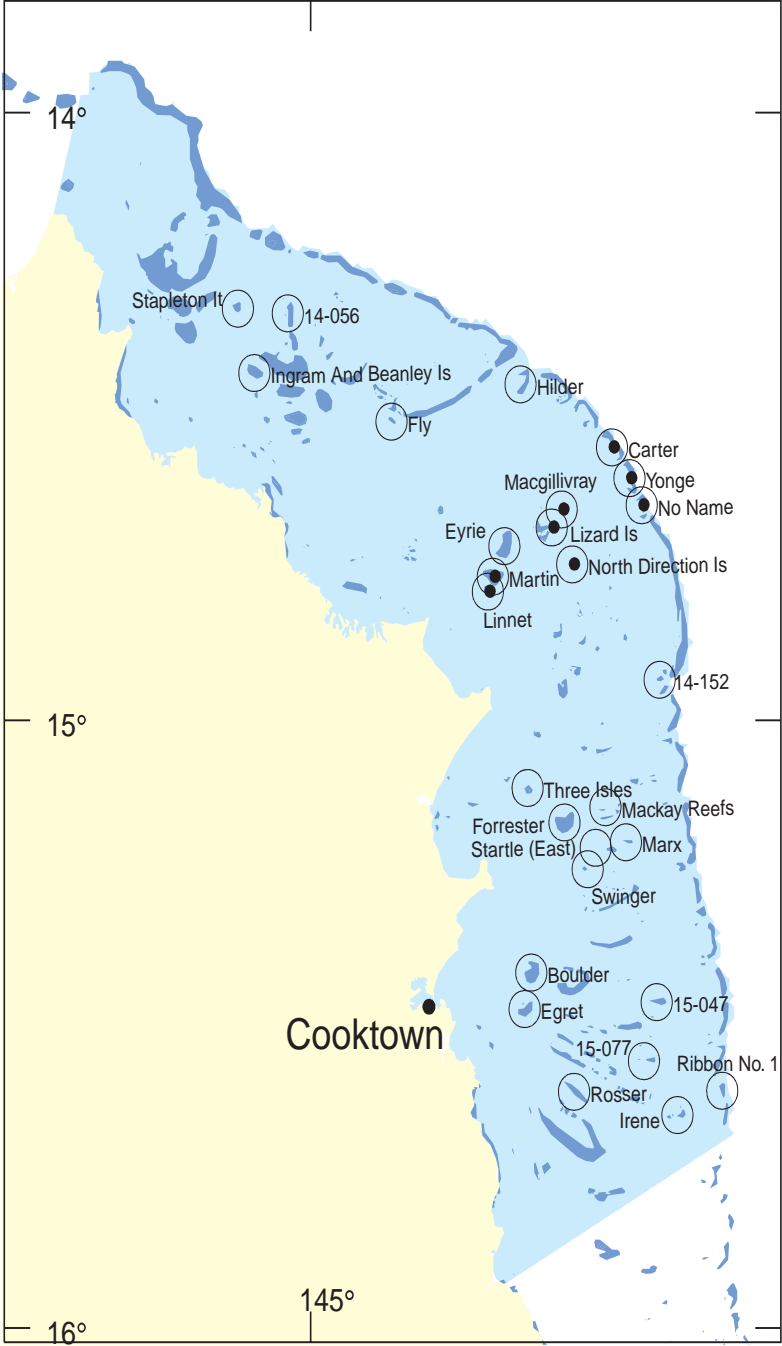 14°
Stapleton It
14-056
Ingram And Beanley Is
Hilder
Fly
Carter
Yonge
Macgillivray
No Name
Eyrie
Lizard Is
North Direction Is
Martin
Linnet
14-152
15°
Three Isles
Mackay Reefs
Forrester
Startle (East)
Marx
Swinger
Boulder
15-047
Egret
Cooktown
15-077
Ribbon No. 1
Rosser
Irene
145°
16°